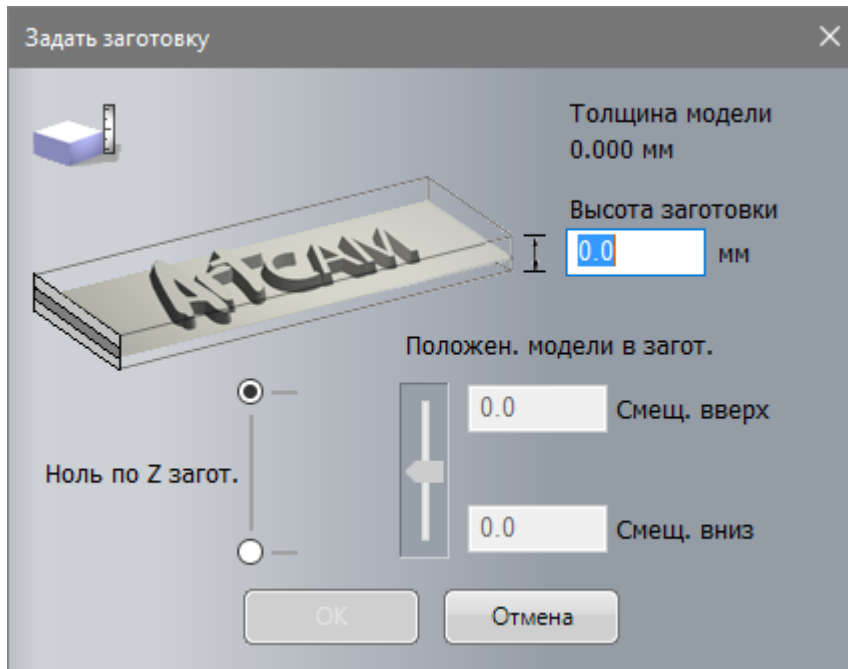 Задать заготовку
Толщина модели
0.000 мм
Высота заготовки
0.0 мм
ArtCAM
Положен. модели в загот.
0.0 Смещ. вверх
Ноль по Z загот.
0.0 Смещ. вниз
OK Отмена